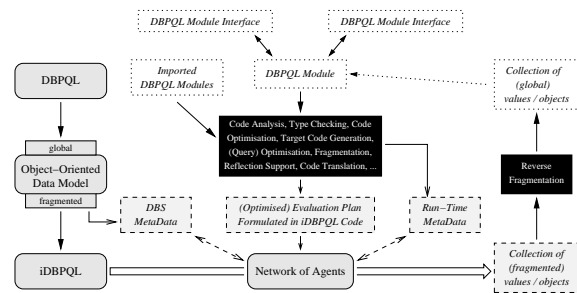 DBPQL Module Interface
DBPQL Module Interface
DBPQL
Imported
DBPQL Modules
DBPQL Module
Collection of
(global)
values / objects
global
Object−Oriented
Data Model
fragmented
Code Analysis, Type Checking, Code
Optimisation, Target Code Generation,
(Query) Optimisation, Fragmentation,
Reflection Support, Code Translation, ...
Reverse
Fragmentation
DBS
MetaData
(Optimised) Evaluation Plan
Formulated in iDBPQL Code
Run−Time
MetaData
iDBPQL
Network of Agents
Collection of
(fragmented)
values / objects